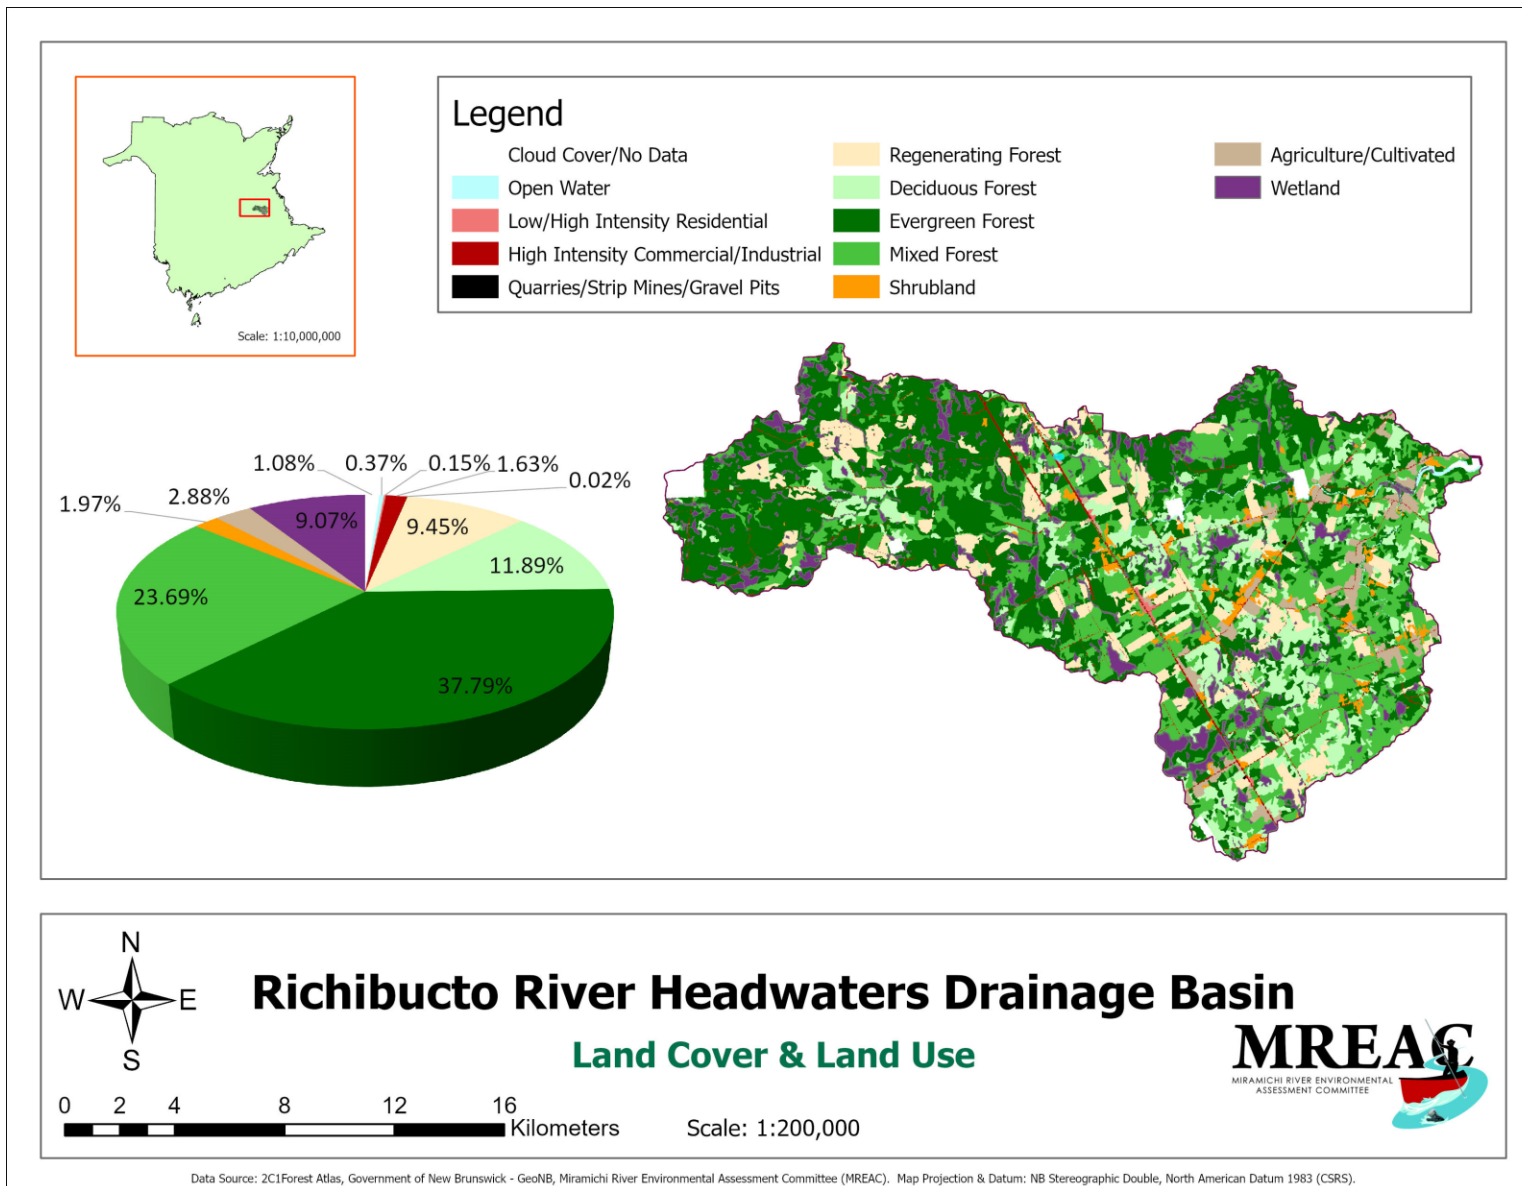 Legend
Cloud Cover/No Data
Open Water
Low/High Intensity Residential
High Intensity Commercial/Industrial
Quarries/Strip Mines/Gravel Pits
Regenerating Forest
Deciduous Forest
Evergreen Forest
Mixed Forest
Shrubland
Agriculture/Cultivated
Wetland
Scale: 1:10,000,000
1.08%
0.37%
0.15%
1.63%
0.02%
1.97%
2.88%
9.07%
9.45%
11.89%
23.69%
37.79%
N
W E
S
Richibucto River Headwaters Drainage Basin
Land Cover & Land Use
0 2 4 8 12 16
Kilometers
Scale: 1:200,000
MREAC
MIRAMICHI RIVER ENVIRONMENTAL
ASSESSMENT COMMITTEE
Data Source: 2C1Forest Atlas, Government of New Brunswick - GeoNB, Miramichi River Environmental Assessment Committee (MREAC). Map Projection & Datum: NB Stereographic Double, North American Datum 1983 (CSRS).